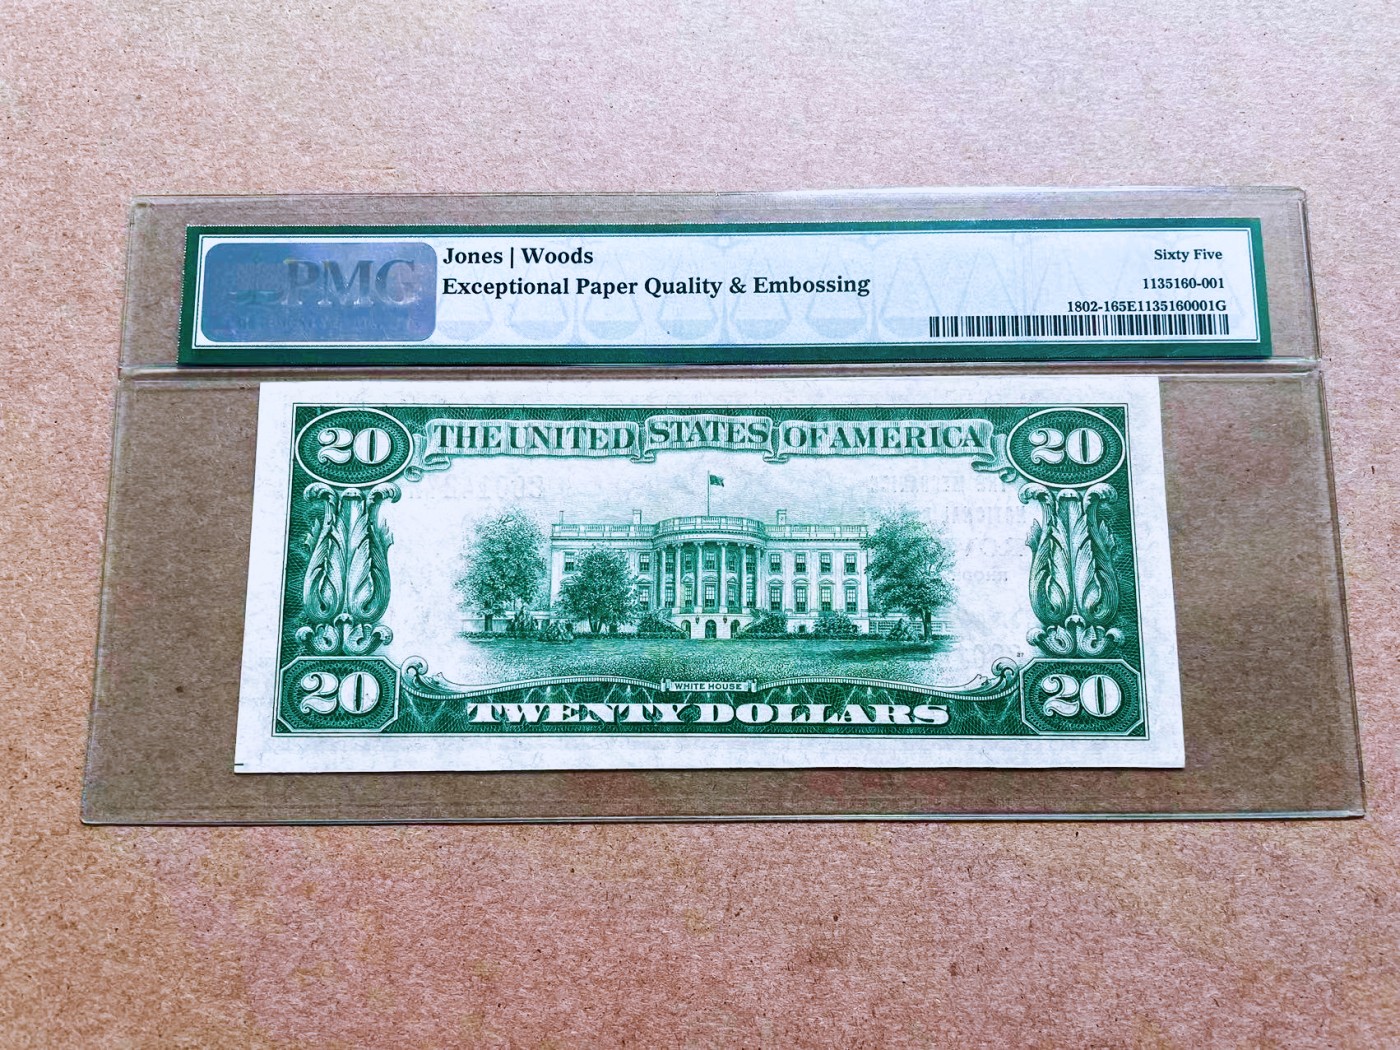 PMG
Jones | Woods
Exceptional Paper Quality & Embossing
Sixty Five
1135160-001
1802-165E1135160001G
20
THE UNITED STATES OF AMERICA
20
WHITE HOUSE
20
TWENTY DOLLARS
20